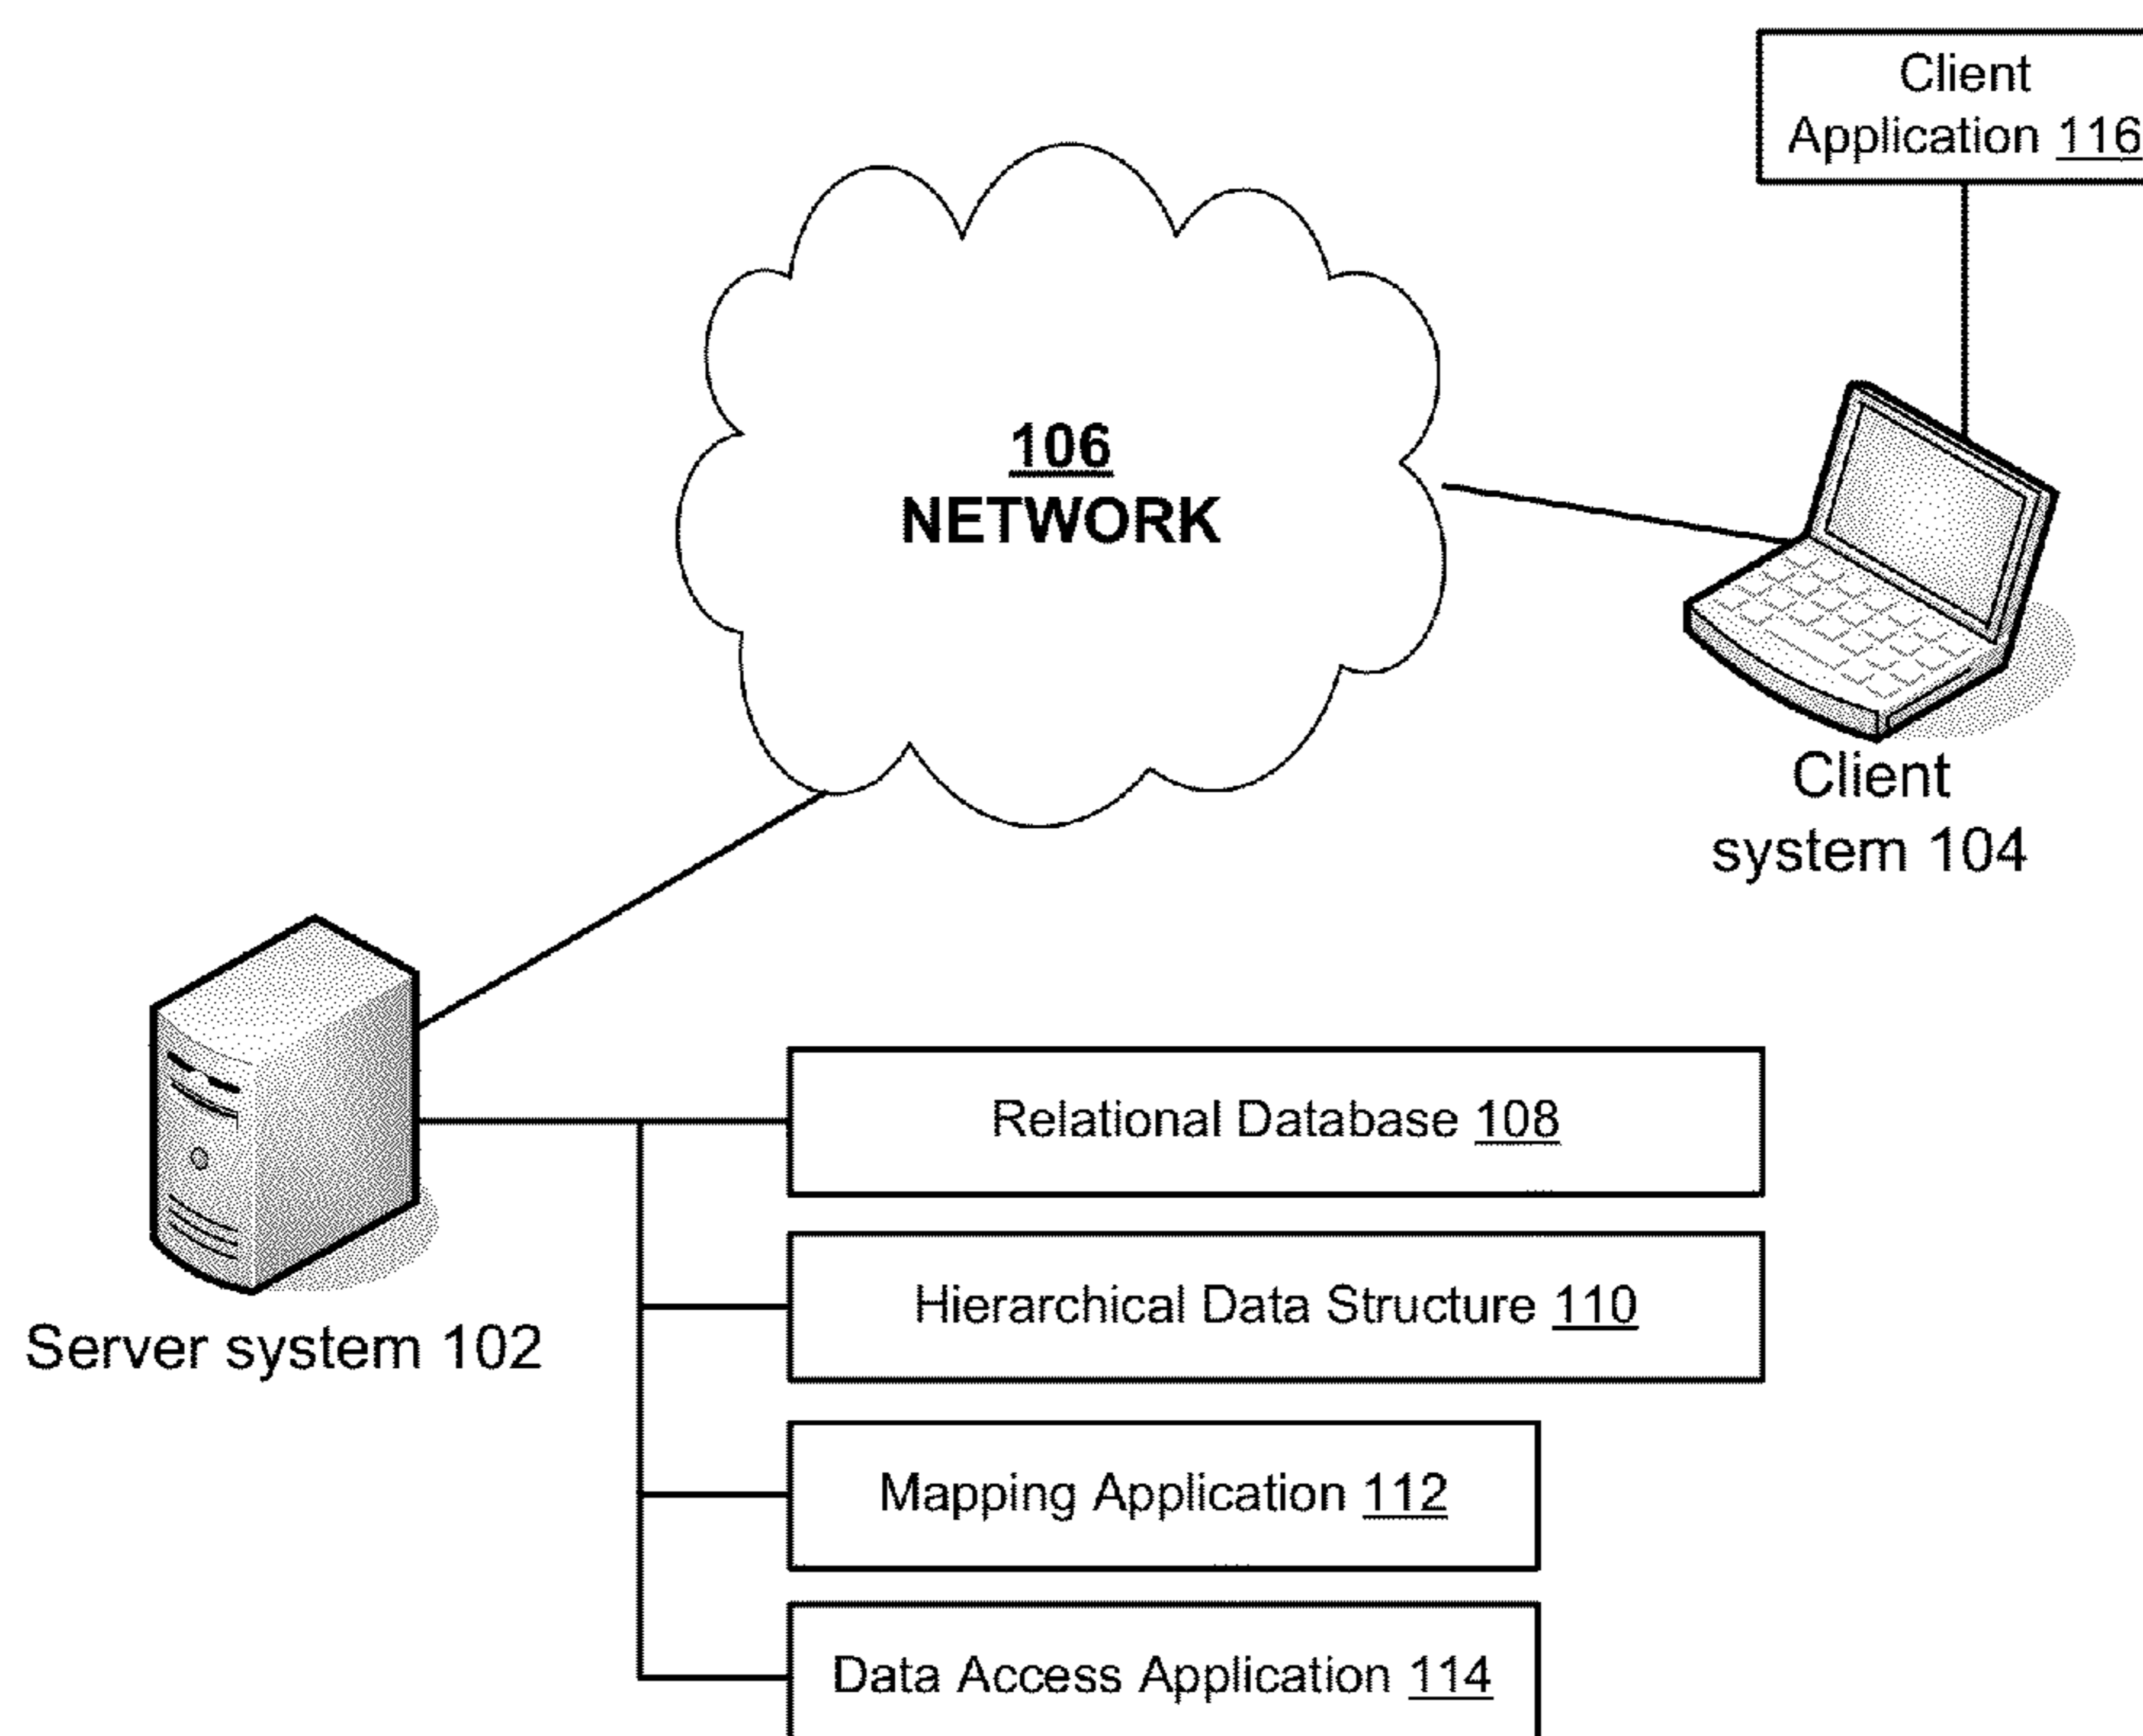 Client
Application 116
106
NETWORK
Client
system 104
Relational Database 108
Hierarchical Data Structure 110
Server system 102
Mapping Application 112
Data Access Application 114